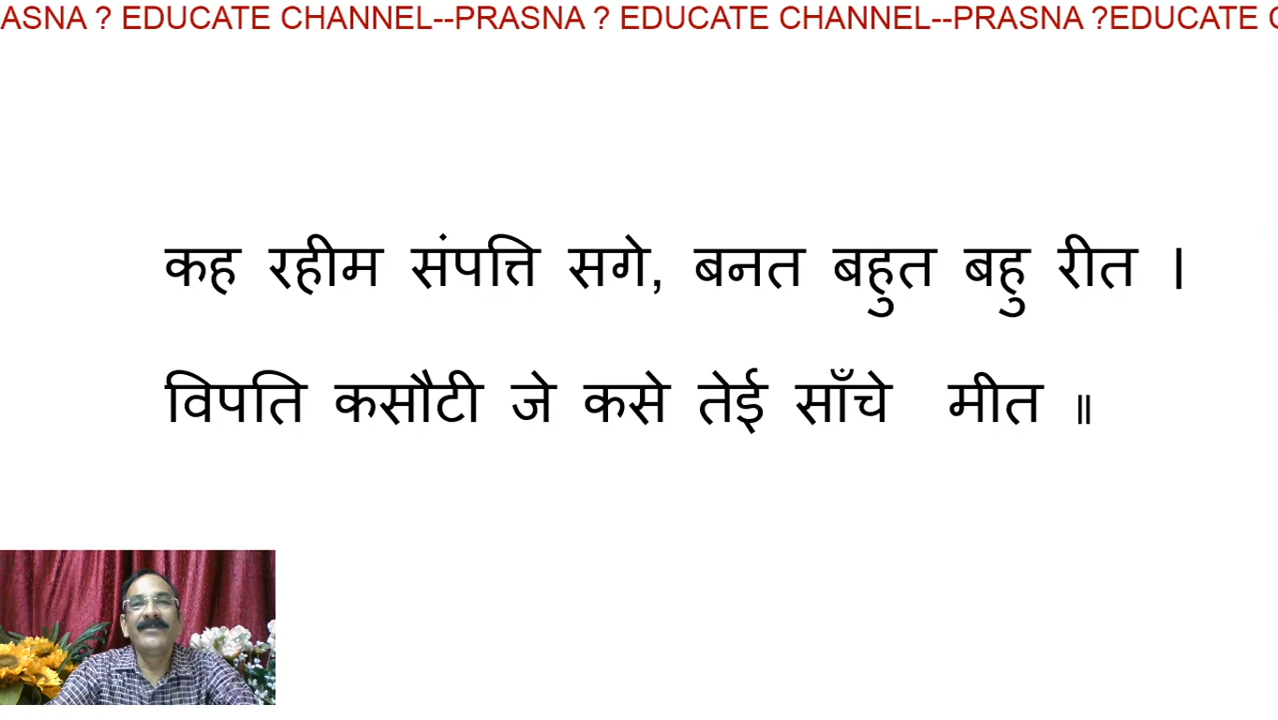 ASNA ? EDUCATE CHANNEL--PRASNA ? EDUCATE CHANNEL--PRASNA ?EDUCATE C
कह रहीम संपत्ति सगे, बनत बहुत बहु रीत ।
विपति कसौटी जे कसे तेई साँचे मीत ॥